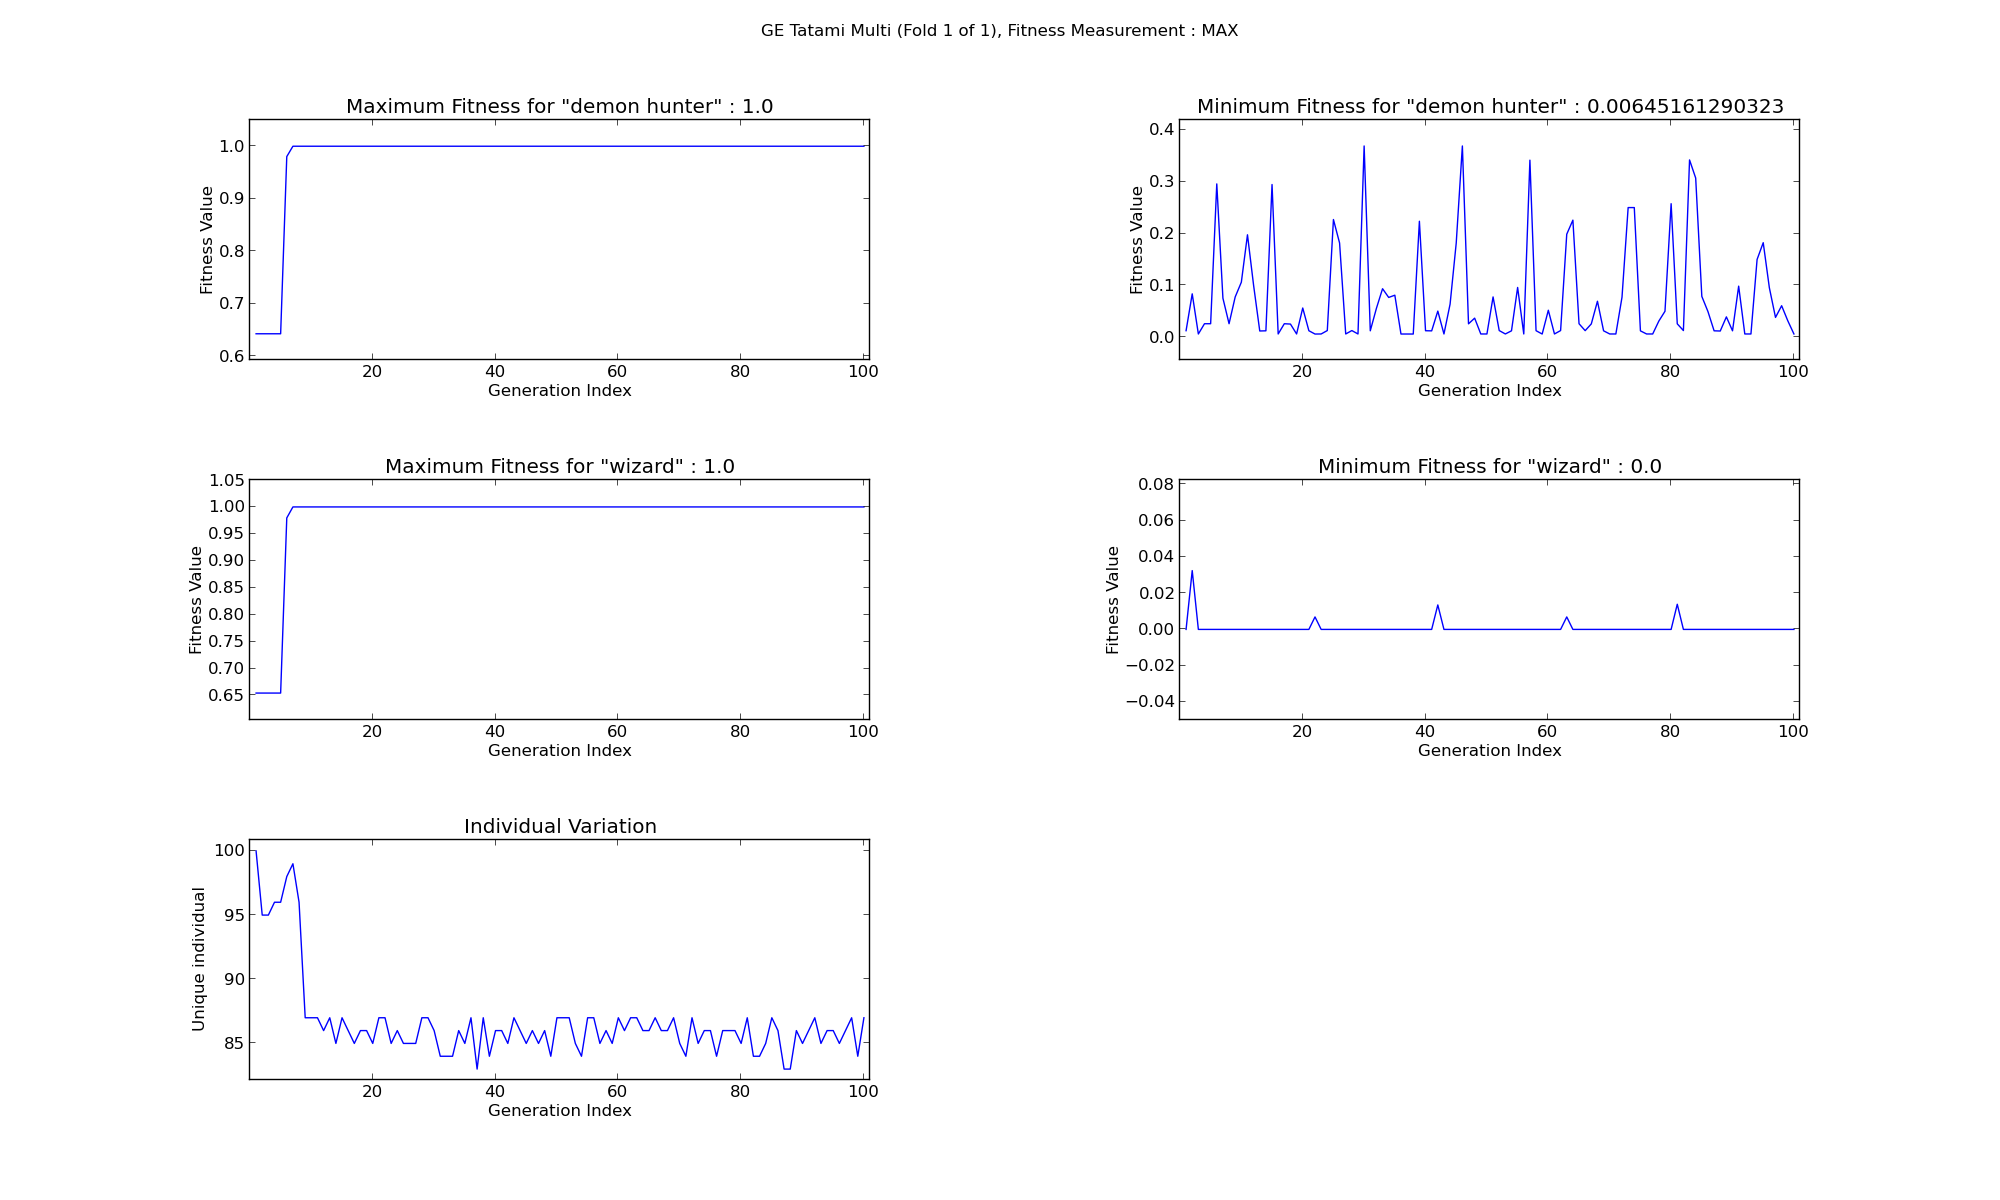 GE Tatami Multi (Fold 1 of 1), Fitness Measurement : MAX
Maximum Fitness for "demon hunter" : 1.0
1.0
0.9
0.8
0.7
0.6
Fitness Value
20 40 60 80 100
Generation Index
Minimum Fitness for "demon hunter" : 0.00645161290323
0.4
0.3
0.2
0.1
0.0
Fitness Value
20 40 60 80 100
Generation Index
Maximum Fitness for "wizard" : 1.0
1.05
1.00
0.95
0.90
0.85
0.80
0.75
0.70
0.65
Fitness Value
20 40 60 80 100
Generation Index
Minimum Fitness for "wizard" : 0.0
0.08
0.06
0.04
0.02
0.00
−0.02
−0.04
Fitness Value
20 40 60 80 100
Generation Index
Individual Variation
100
95
90
85
Unique individual
20 40 60 80 100
Generation Index